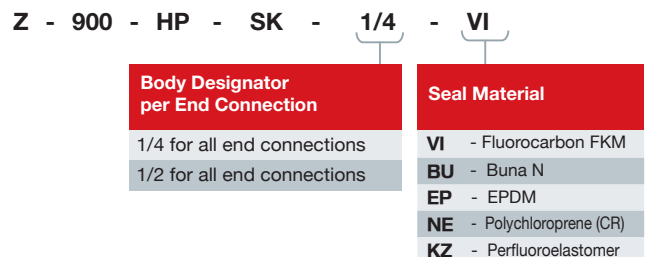 Z - 900 - HP - SK - 1/4 - VI
Body Designator
per End Connection
1/4 for all end connections
1/2 for all end connections
Seal Material
VI - Fluorocarbon FKM
BU - Buna N
EP - EPDM
NE - Polychloroprene (CR)
KZ - Perfluoroelastomer